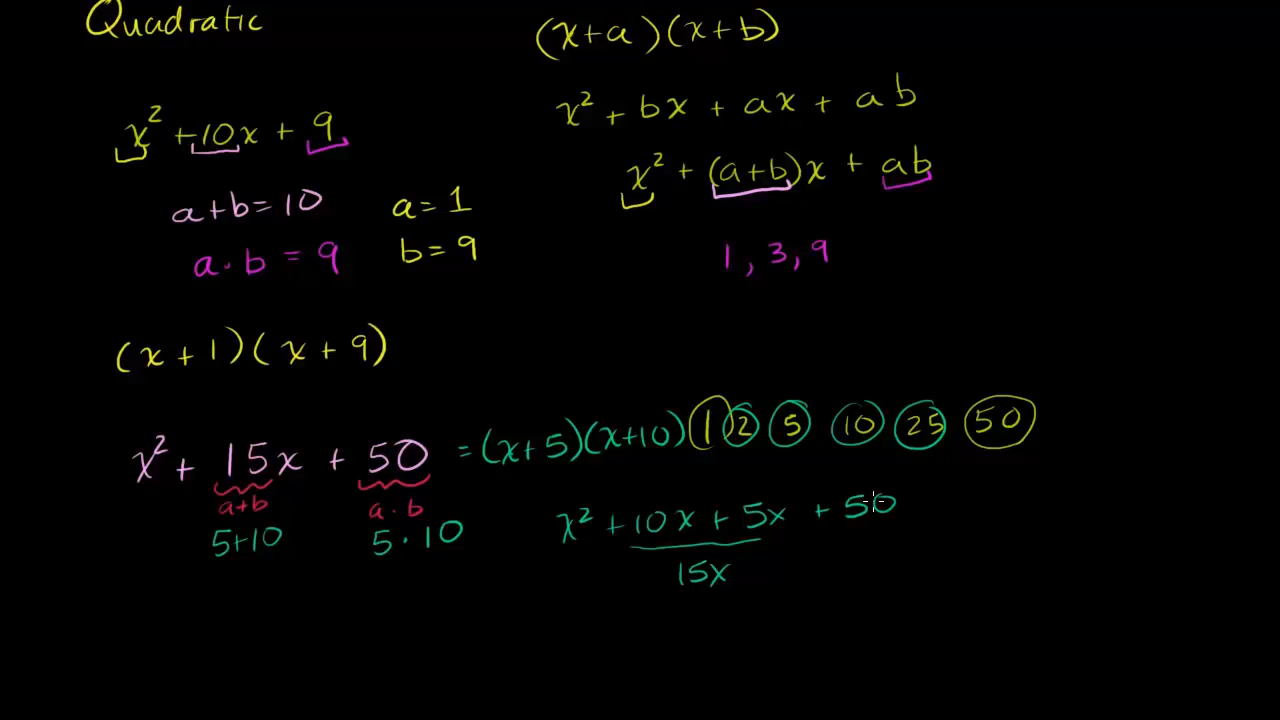 Quadratic
(x+a)(x+b)
x² + bx + ax + ab
x² + 10x + 9
x² + (a+b)x + ab
a+b = 10
a = 1
a · b = 9
b = 9
1, 3, 9
(x + 1)(x + 9)
x² + 15x + 50 = (x+5)(x+10) 1 2 5 10 25 50
a+b
a · b
5+10
5 · 10
x² + 10x + 5x + 50
15x